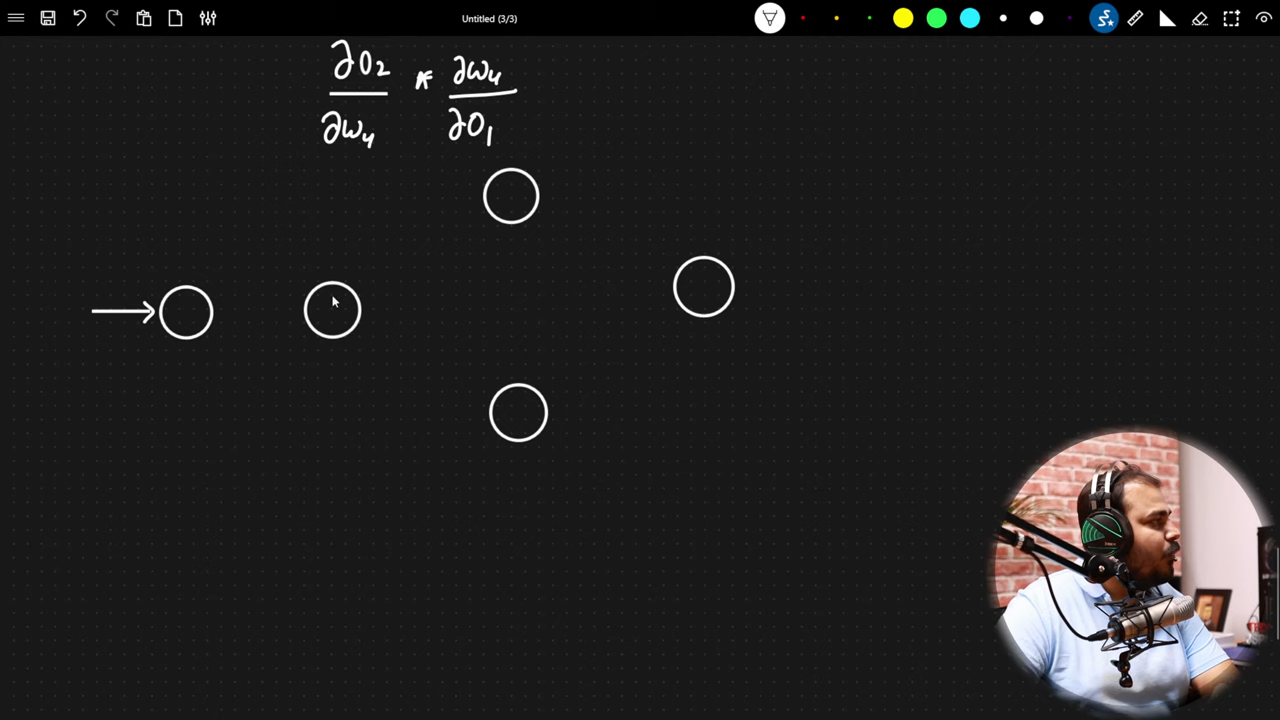 Untitled (3/3)
∂O₂ * ∂w₄
∂w₄ ∂O₁